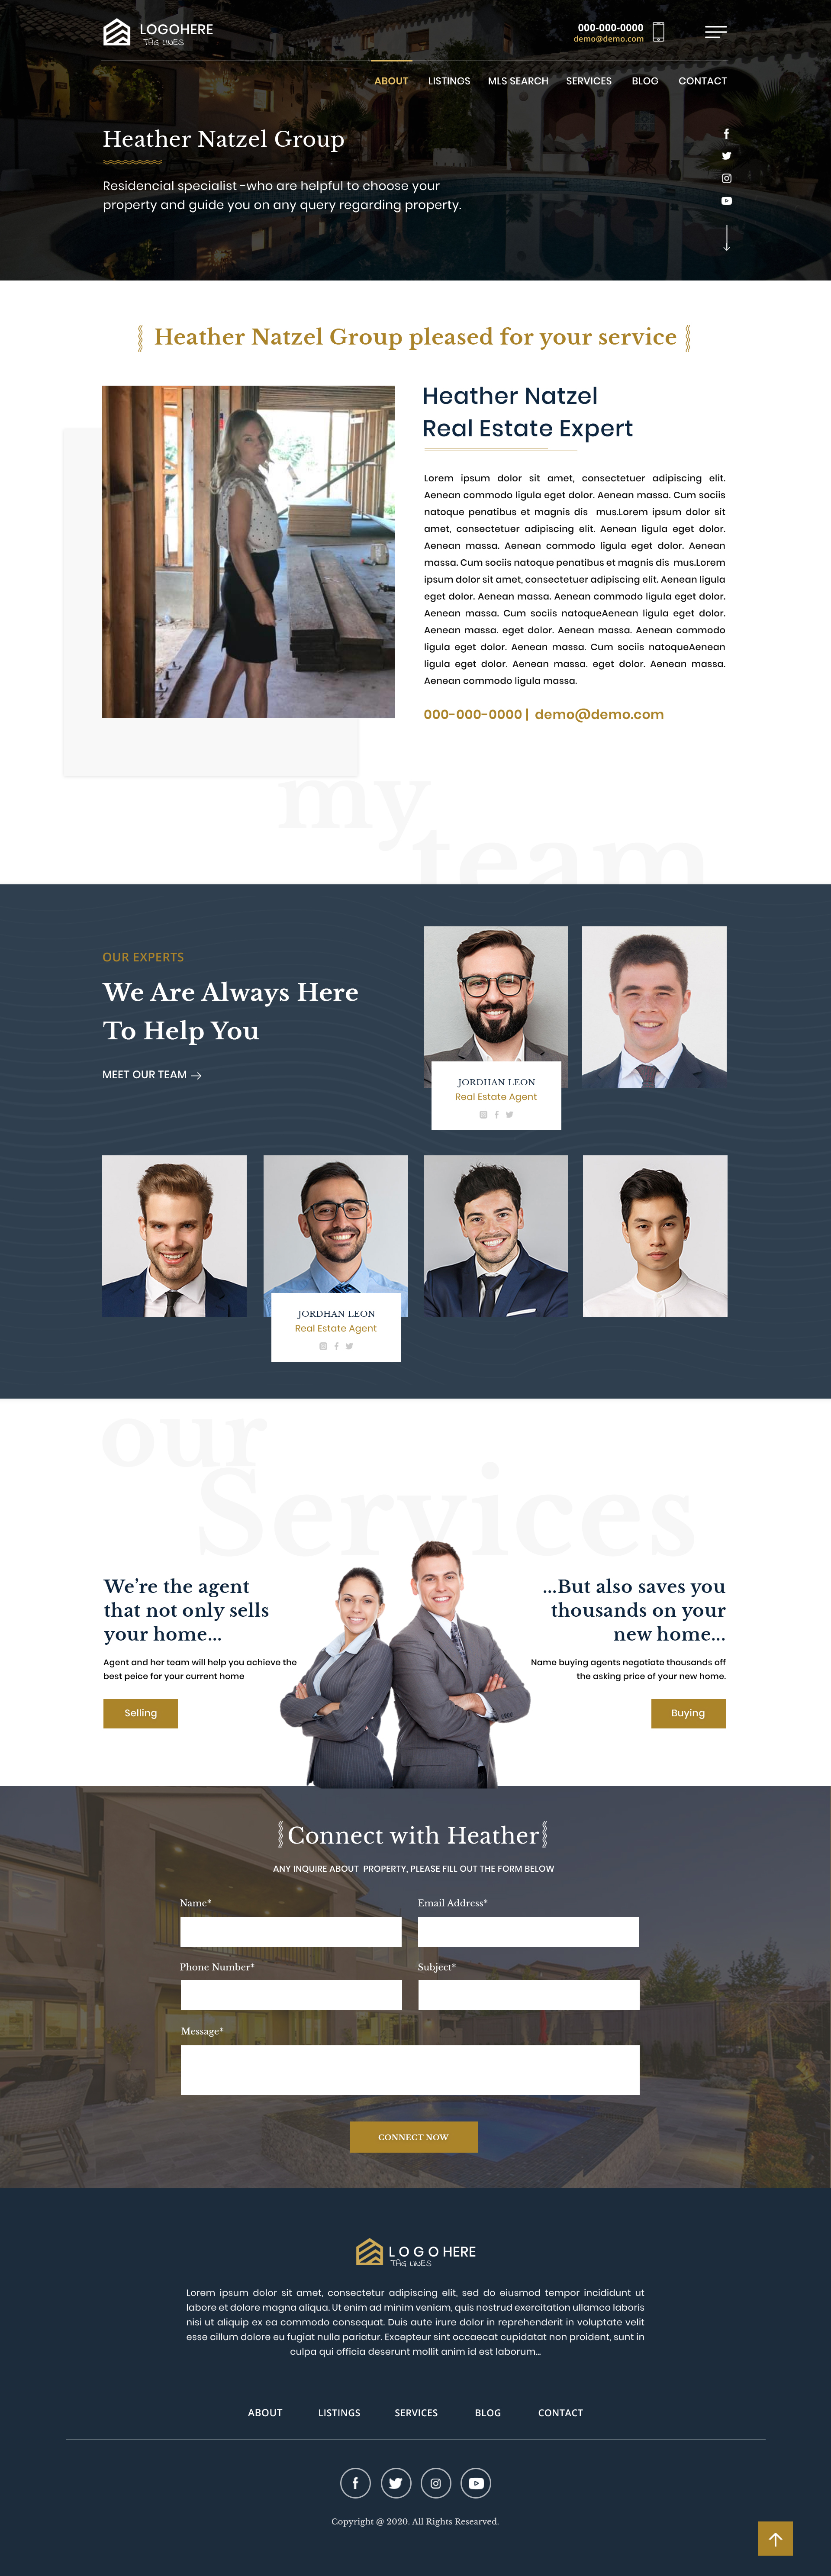 LOGOHERE
TAG LINES
000-000-0000
demo@demo.com
ABOUT LISTINGS MLS SEARCH SERVICES BLOG CONTACT
Heather Natzel Group
Residencial specialist -who are helpful to choose your
property and guide you on any query regarding property.
Heather Natzel Group pleased for your service
Heather Natzel
Real Estate Expert
Lorem ipsum dolor sit amet, consectetuer adipiscing elit.
Aenean commodo ligula eget dolor. Aenean massa. Cum sociis
natoque penatibus et magnis dis mus.Lorem ipsum dolor sit
amet, consectetuer adipiscing elit. Aenean ligula eget dolor.
Aenean massa. Aenean commodo ligula eget dolor. Aenean
massa. Cum sociis natoque penatibus et magnis dis mus.Lorem
ipsum dolor sit amet, consectetuer adipiscing elit. Aenean ligula
eget dolor. Aenean massa. Aenean commodo ligula eget dolor.
Aenean massa. Cum sociis natoqueAenean ligula eget dolor.
Aenean massa. eget dolor. Aenean massa. Aenean commodo
ligula eget dolor. Aenean massa. Cum sociis natoqueAenean
ligula eget dolor. Aenean massa. eget dolor. Aenean massa.
Aenean commodo ligula massa.
000-000-0000 | demo@demo.com
my
team
OUR EXPERTS
We Are Always Here
To Help You
MEET OUR TEAM
JORDHAN LEON
Real Estate Agent
JORDHAN LEON
Real Estate Agent
our
Services
We're the agent
that not only sells
your home...
Agent and her team will help you achieve the
best peice for your current home
Selling
...But also saves you
thousands on your
new home...
Name buying agents negotiate thousands off
the asking price of your new home.
Buying
Connect with Heather
ANY INQUIRE ABOUT PROPERTY, PLEASE FILL OUT THE FORM BELOW
Name* Email Address*
Phone Number* Subject*
Message*
CONNECT NOW
LOGO HERE
TAG LINES
Lorem ipsum dolor sit amet, consectetur adipiscing elit, sed do eiusmod tempor incididunt ut
labore et dolore magna aliqua. Ut enim ad minim veniam, quis nostrud exercitation ullamco laboris
nisi ut aliquip ex ea commodo consequat. Duis aute irure dolor in reprehenderit in voluptate velit
esse cillum dolore eu fugiat nulla pariatur. Excepteur sint occaecat cupidatat non proident, sunt in
culpa qui officia deserunt mollit anim id est laborum...
ABOUT LISTINGS SERVICES BLOG CONTACT
Copyright @ 2020. All Rights Researved.